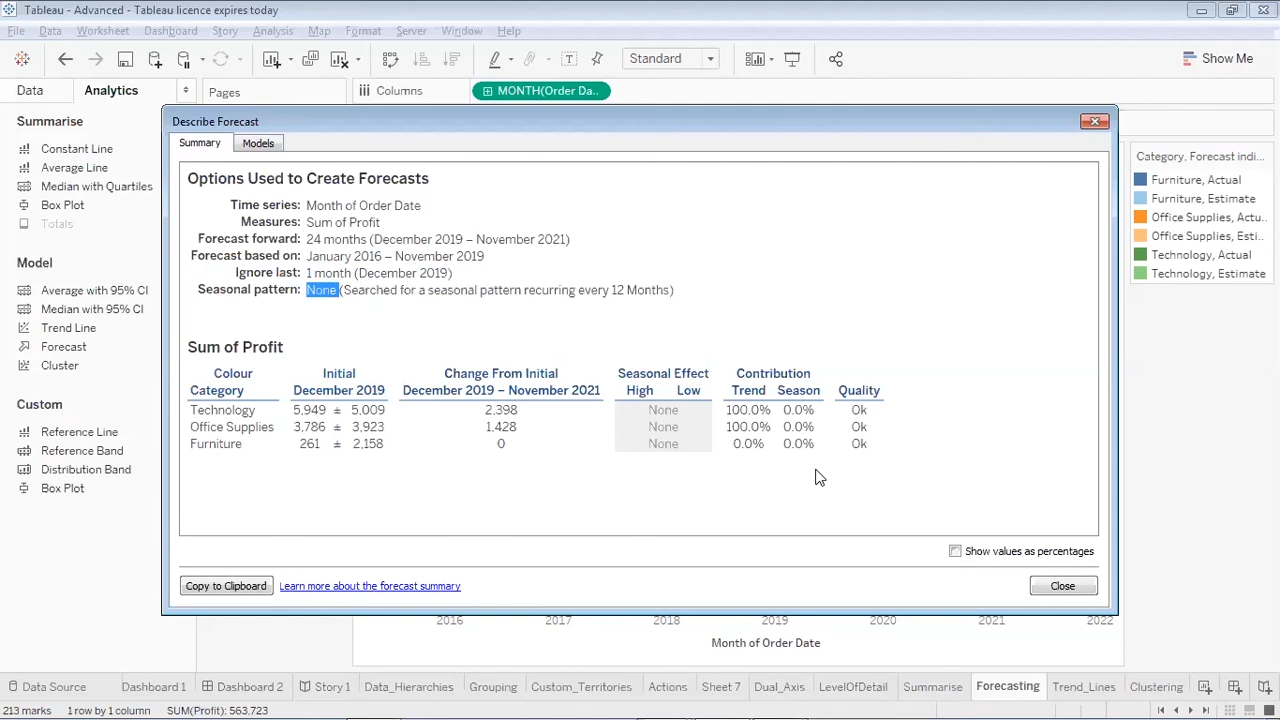 Tableau - Advanced - Tableau licence expires today
File Data Worksheet Dashboard Story Analysis Map Format Server Window Help
Standard
Show Me
Data Analytics
Pages
Columns
MONTH(Order Da..
Summarise
Constant Line
Average Line
Median with Quartiles
Box Plot
Totals
Model
Average with 95% CI
Median with 95% CI
Trend Line
Forecast
Cluster
Custom
Reference Line
Reference Band
Distribution Band
Box Plot
Describe Forecast
Summary Models
Options Used to Create Forecasts
Time series: Month of Order Date
Measures: Sum of Profit
Forecast forward: 24 months (December 2019 – November 2021)
Forecast based on: January 2016 – November 2019
Ignore last: 1 month (December 2019)
Seasonal pattern: None (Searched for a seasonal pattern recurring every 12 Months)
Sum of Profit
Colour Initial Change From Initial Seasonal Effect Contribution
Category December 2019 December 2019 – November 2021 High Low Trend Season Quality
Technology 5,949 ± 5,009 2,398 None 100.0% 0.0% Ok
Office Supplies 3,786 ± 3,923 1,428 None 100.0% 0.0% Ok
Furniture 261 ± 2,158 0 None 0.0% 0.0% Ok
Show values as percentages
Copy to Clipboard Learn more about the forecast summary Close
Category, Forecast indi...
Furniture, Actual
Furniture, Estimate
Office Supplies, Actu..
Office Supplies, Esti..
Technology, Actual
Technology, Estimate
2016 2017 2018 2019 2020 2021 2022
Month of Order Date
Data Source Dashboard 1 Dashboard 2 Story 1 Data_Hierarchies Grouping Custom_Territories Actions Sheet 7 Dual_Axis LevelOfDetail Summarise Forecasting Trend_Lines Clustering
213 marks 1 row by 1 column SUM(Profit): 563,723